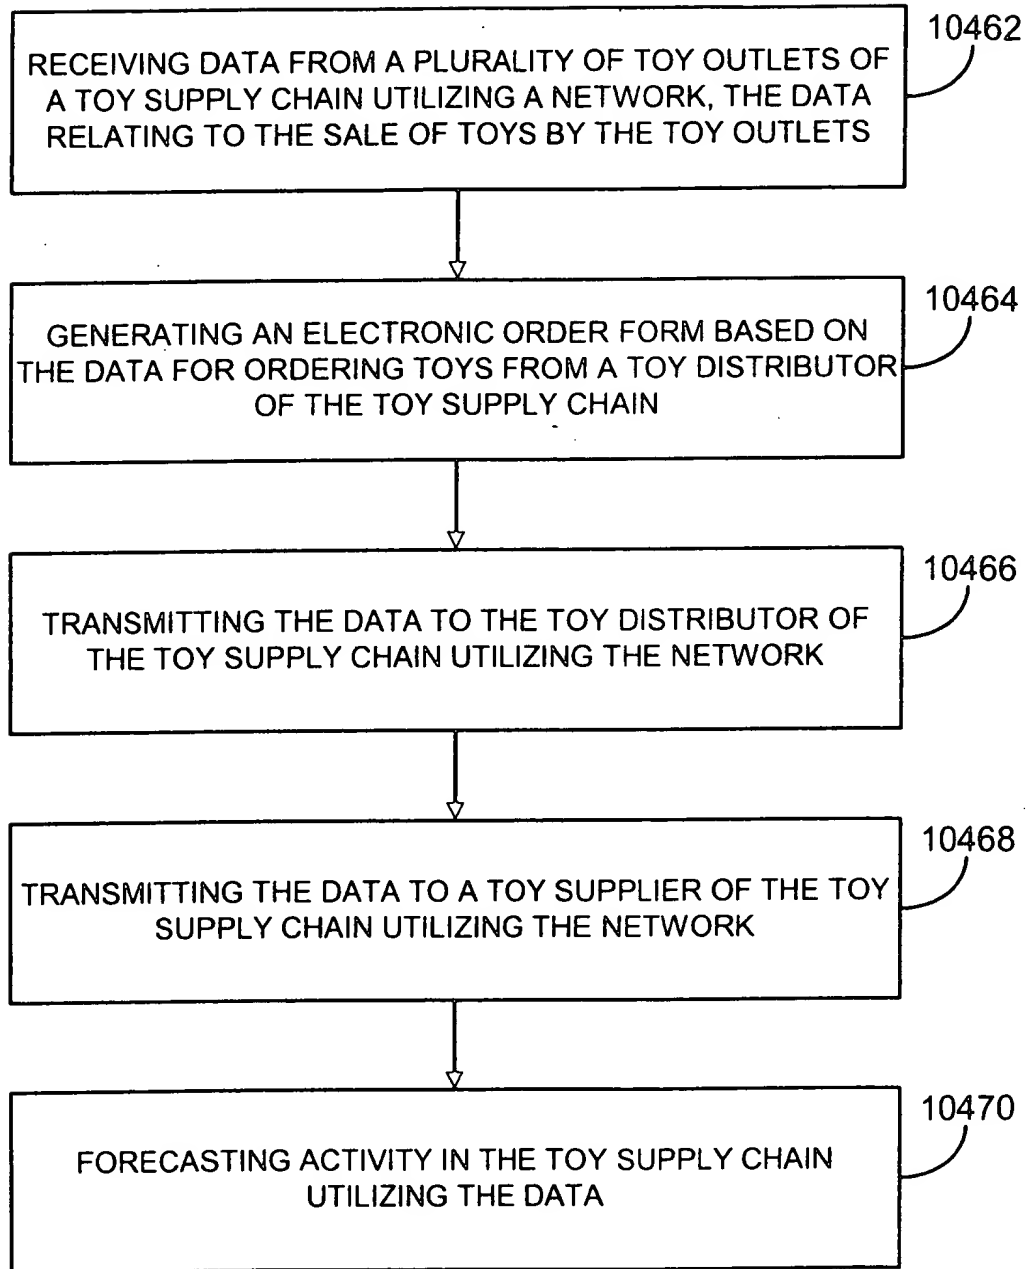 10462
RECEIVING DATA FROM A PLURALITY OF TOY OUTLETS OF
A TOY SUPPLY CHAIN UTILIZING A NETWORK, THE DATA
RELATING TO THE SALE OF TOYS BY THE TOY OUTLETS
10464
GENERATING AN ELECTRONIC ORDER FORM BASED ON
THE DATA FOR ORDERING TOYS FROM A TOY DISTRIBUTOR
OF THE TOY SUPPLY CHAIN
10466
TRANSMITTING THE DATA TO THE TOY DISTRIBUTOR OF
THE TOY SUPPLY CHAIN UTILIZING THE NETWORK
10468
TRANSMITTING THE DATA TO A TOY SUPPLIER OF THE TOY
SUPPLY CHAIN UTILIZING THE NETWORK
10470
FORECASTING ACTIVITY IN THE TOY SUPPLY CHAIN
UTILIZING THE DATA